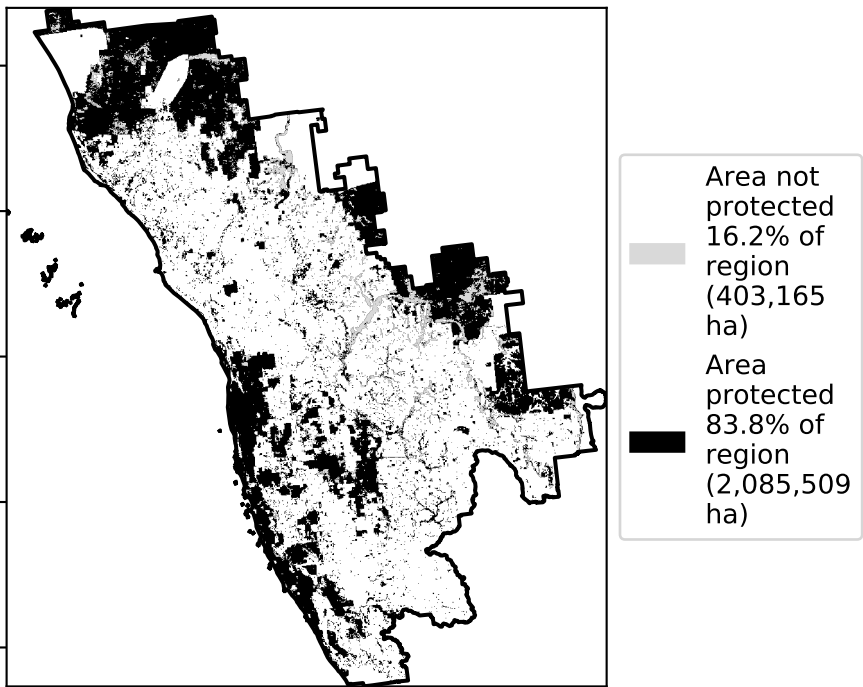 Area not
protected
16.2% of
region
(403,165
ha)
Area
protected
83.8% of
region
(2,085,509
ha)